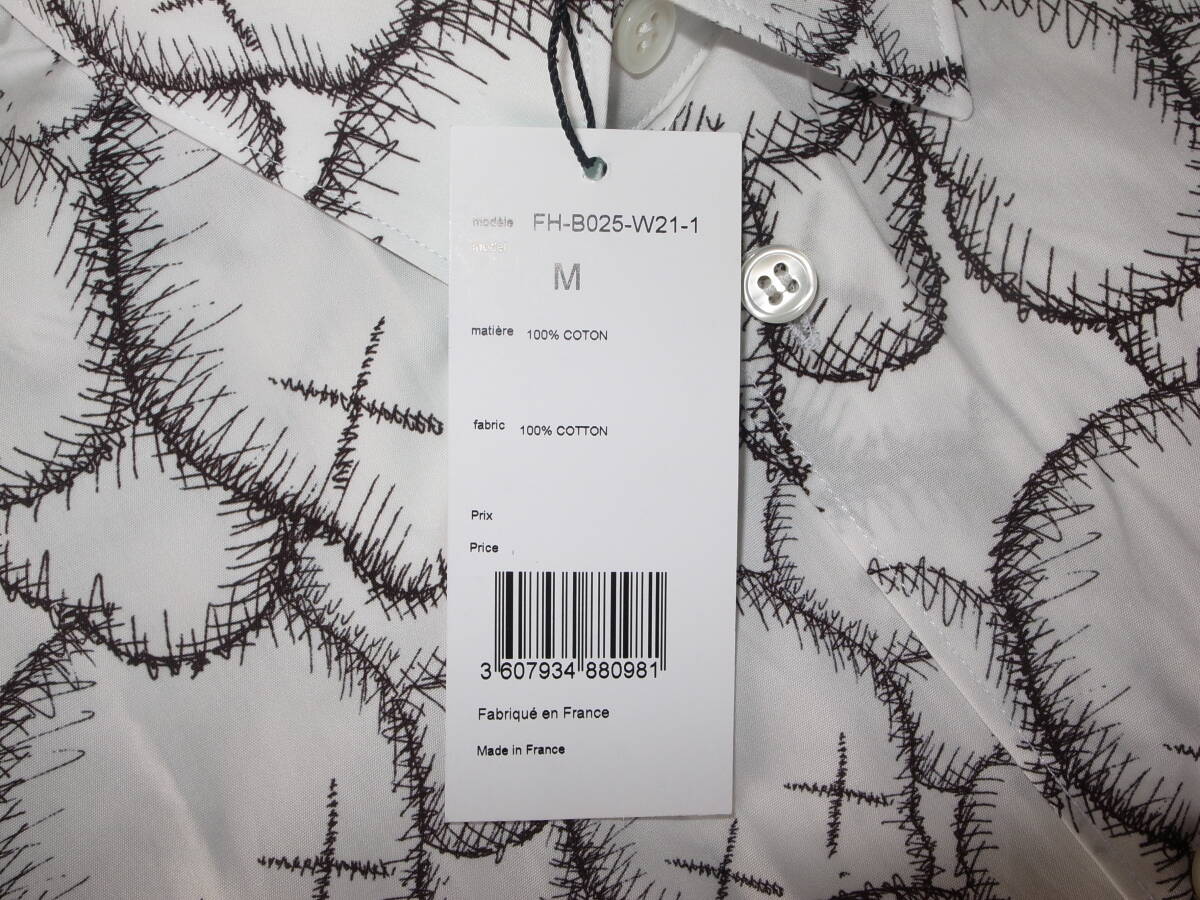 modèle FH-B025-W21-1
model
M
matière 100% COTON
fabric 100% COTTON
Prix
Price
3 607934 880981
Fabriqué en France
Made in France